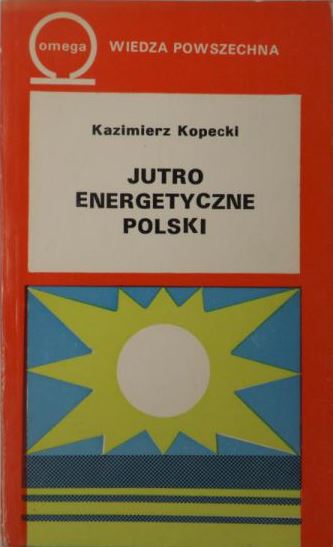 omega WIEDZA POWSZECHNA
Kazimierz Kopecki
JUTRO
ENERGETYCZNE
POLSKI